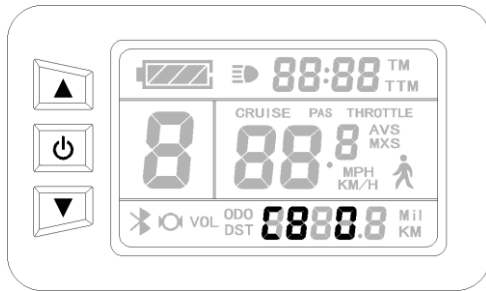 88:88 TM
TTM
8
CRUISE PAS THROTTLE
88.8
AVS
MXS
MPH
KM/H
VOL
ODO
DST
C880.8
Mil
KM